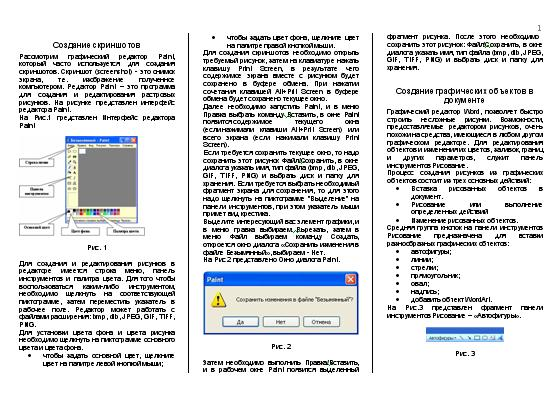 1
Создание скриншотов
Рассмотрим графический редактор Paint,
который часто используется для создания
скриншотов. Скриншот (screenshot) - это снимок
экрана, т.е. изображение полученное
компьютером. Редактор Paint – это программа
для создания и редактирования растровых
рисунков. На рисунке представлен интерфейс
редактора Paint.
На Рис.1 представлен Интерфейс редактора
Paint
Строка меню
Панель
инструментов
Основной цвет
Цвет фона
Палитра цвета
Рис. 1
Для создания и редактирования рисунков в
редакторе имеется строка меню, панель
инструментов и палитра цвета. Для того чтобы
воспользоваться каким-либо инструментом,
необходимо щелкнуть на соответствующей
пиктограмме, затем переместить указатель в
рабочее поле. Редактор может работать с
файлами расширения: tmp, dib, JPEG, GIF, TIFF,
PNG.
Для установки цвета фона и цвета рисунка
необходимо щелкнуть на пиктограмме основного
цвета и цвета фона.
• чтобы задать основной цвет, щелкните
цвет на палитре левой кнопкой мыши;
• чтобы задать цвет фона, щелкните цвет
на палитре правой кнопкой мыши.
Для создания скриншотов необходимо открыть
требуемый рисунок, затем на клавиатуре нажать
клавишу Print Screen, в результате чего
содержимое экрана вместе с рисунком будет
сохранено в буфере обмена. При нажатии
сочетания клавишей Alt+Print Screen в буфере
обмена будет сохранено текущее окно.
Далее необходимо запустить Paint, и в меню
Правка выбрать команду Вставить, в окне Paint
появится содержимое текущего окна
(если нажимали клавиши Alt+Print Screen) или
всего экрана (если нажимали клавишу Print
Screen).
Если требуется сохранить текущее окно, то надо
сохранить этот рисунок Файл\Сохранить, в окне
диалога указать имя, тип файла (tmp, dib, JPEG,
GIF, TIFF, PNG) и выбрать диск и папку для
хранения. Если требуется выбрать необходимый
фрагмент экрана для сохранения, то для этого
надо щелкнуть на пиктограмме "Выделение" на
панели инструментов, при этом указатель мыши
примет вид крестика.
Выделите интересующий вас элемент графики, и
в меню правка выбираем Вырезать, затем в
меню Файл выбираем команду Создать,
откроется окно диалога «Сохранить изменения в
файле Безымянный», выбираем - Нет.
На Рис.2 представлено Окно диалога Paint.
Paint
Сохранить изменения в файле "Безымянный"?
Да Нет Отмена
Рис. 2
Затем необходимо выполнить Правка\Вставить,
и в рабочее окне Paint появится выделенный
фрагмент рисунка. После этого необходимо
сохранить этот рисунок: Файл\Сохранить, в окне
диалога указать имя, тип файла (tmp, dib, JPEG,
GIF, TIFF, PNG) и выбрать диск и папку для
хранения.
Создание графических объектов в
документе
Графический редактор Word, позволяет быстро
строить несложные рисунки. Возможности,
предоставляемые редактором рисунков, очень
похожи на средства, имеющиеся в любом другом
графическом редакторе. Для редактирования
объектов и изменения их цветов, заливок, границ
и других параметров, служит панель
инструментов Рисование.
Процесс создания рисунков из графических
объектов состоит из трех основных действий:
• Вставка рисованных объектов в
документ.
• Рисование или выполнение
определенных действий
• Изменение рисованных объектов.
Средняя группа кнопок на панели инструментов
Рисование предназначена для вставки
разнообразных графических объектов:
• автофигуры;
• линии;
• стрелки;
• прямоугольник;
• овал;
• надпись;
• добавить объект WordArt.
На Рис.3 представлен фрагмент панели
инструментов Рисование – «Автофигуры».
Автофигуры
Рис. 3